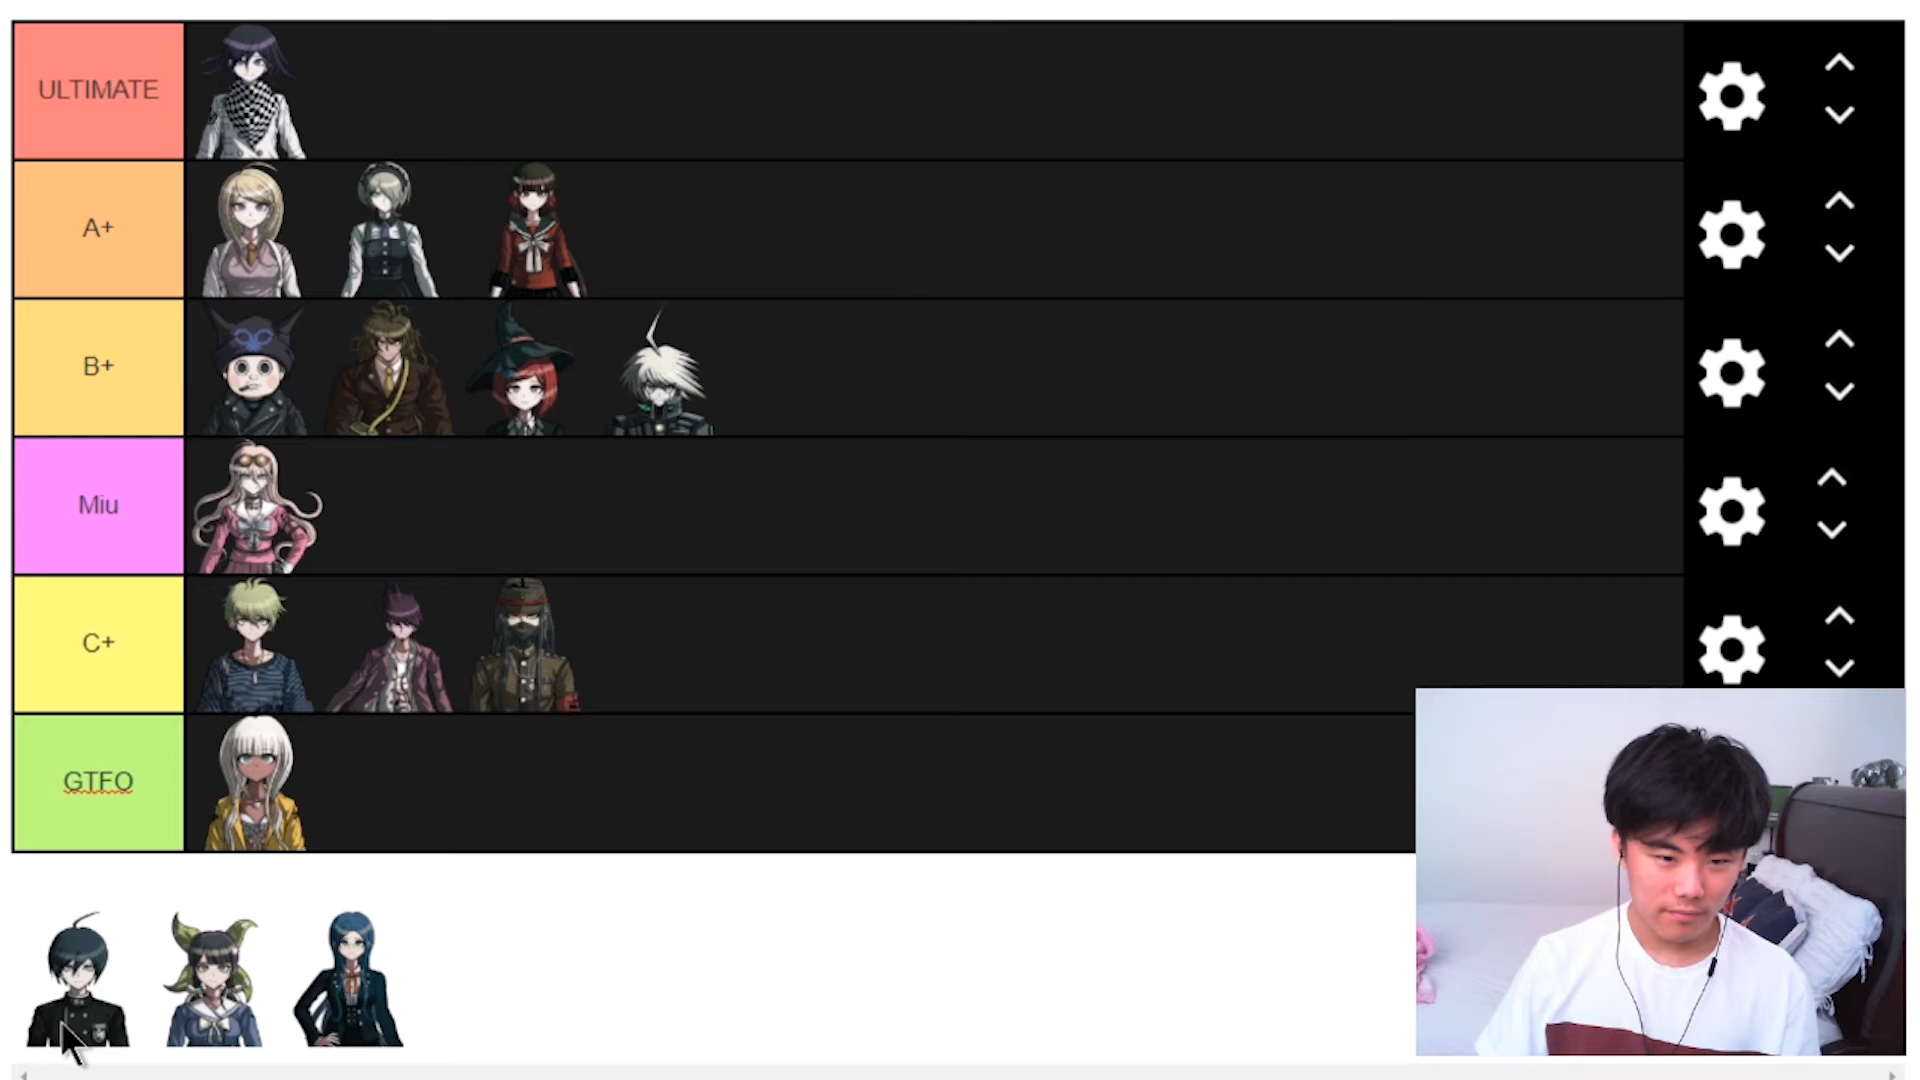 ULTIMATE
A+
B+
Miu
C+
GTFO